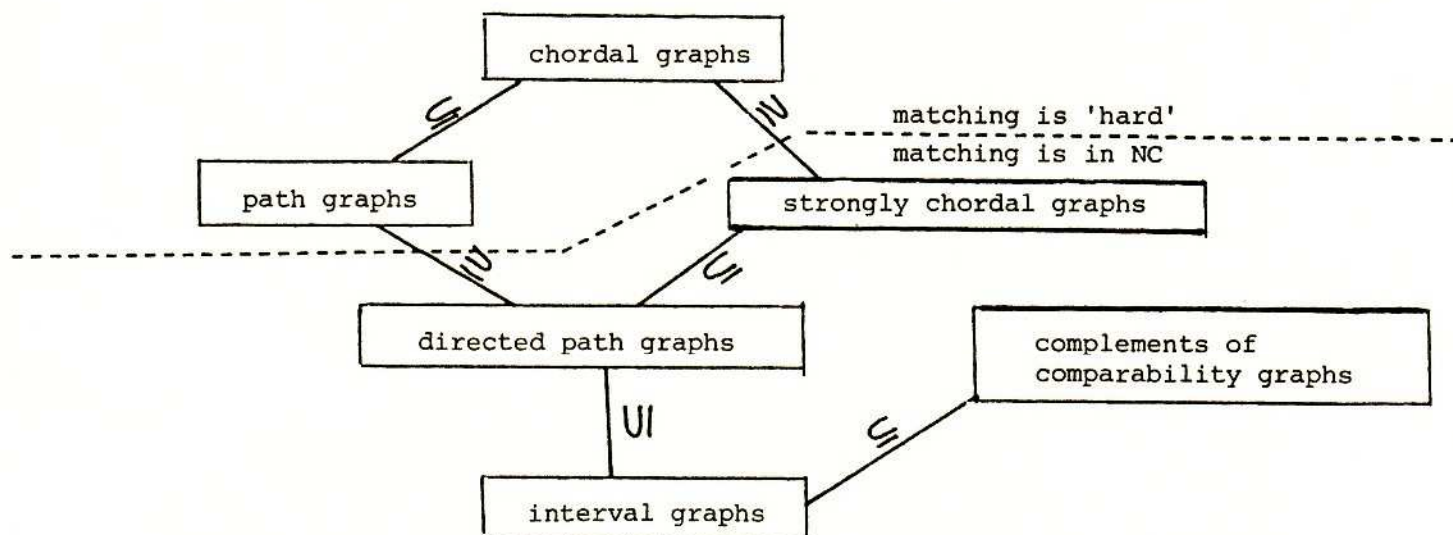 chordal graphs
U|
U|
matching is 'hard'
matching is in NC
path graphs
strongly chordal graphs
U|
U|
directed path graphs
complements of
comparability graphs
U|
U|
interval graphs